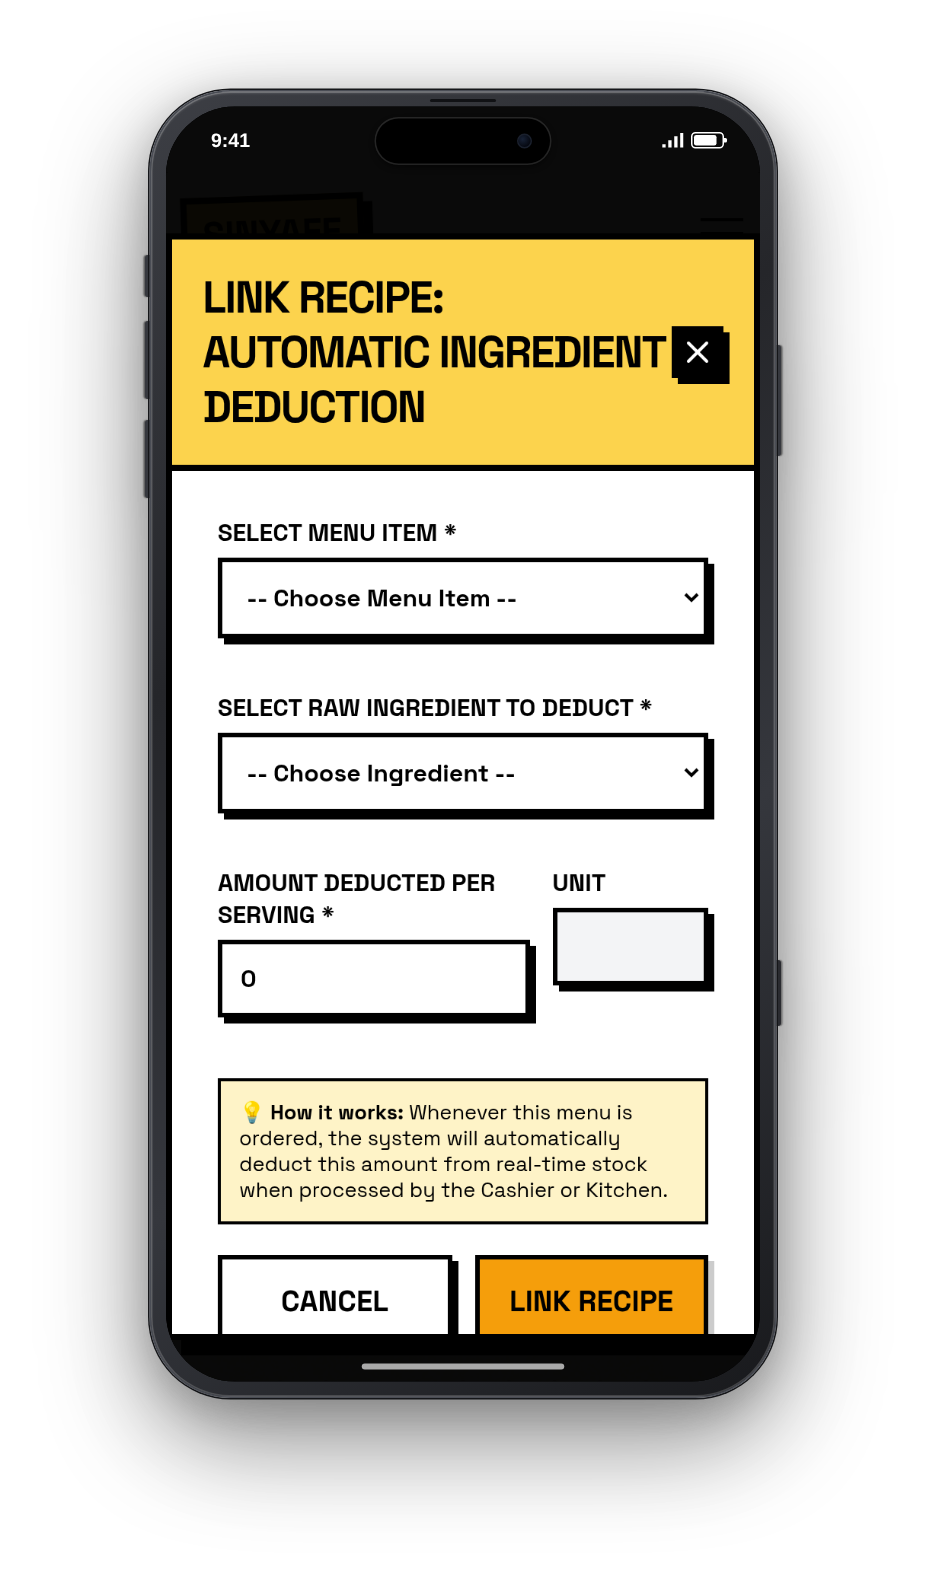 9:41
LINK RECIPE:
AUTOMATIC INGREDIENT
DEDUCTION
SELECT MENU ITEM *
-- Choose Menu Item --
SELECT RAW INGREDIENT TO DEDUCT *
-- Choose Ingredient --
AMOUNT DEDUCTED PER
SERVING *
UNIT
0
💡 How it works: Whenever this menu is
ordered, the system will automatically
deduct this amount from real-time stock
when processed by the Cashier or Kitchen.
CANCEL
LINK RECIPE